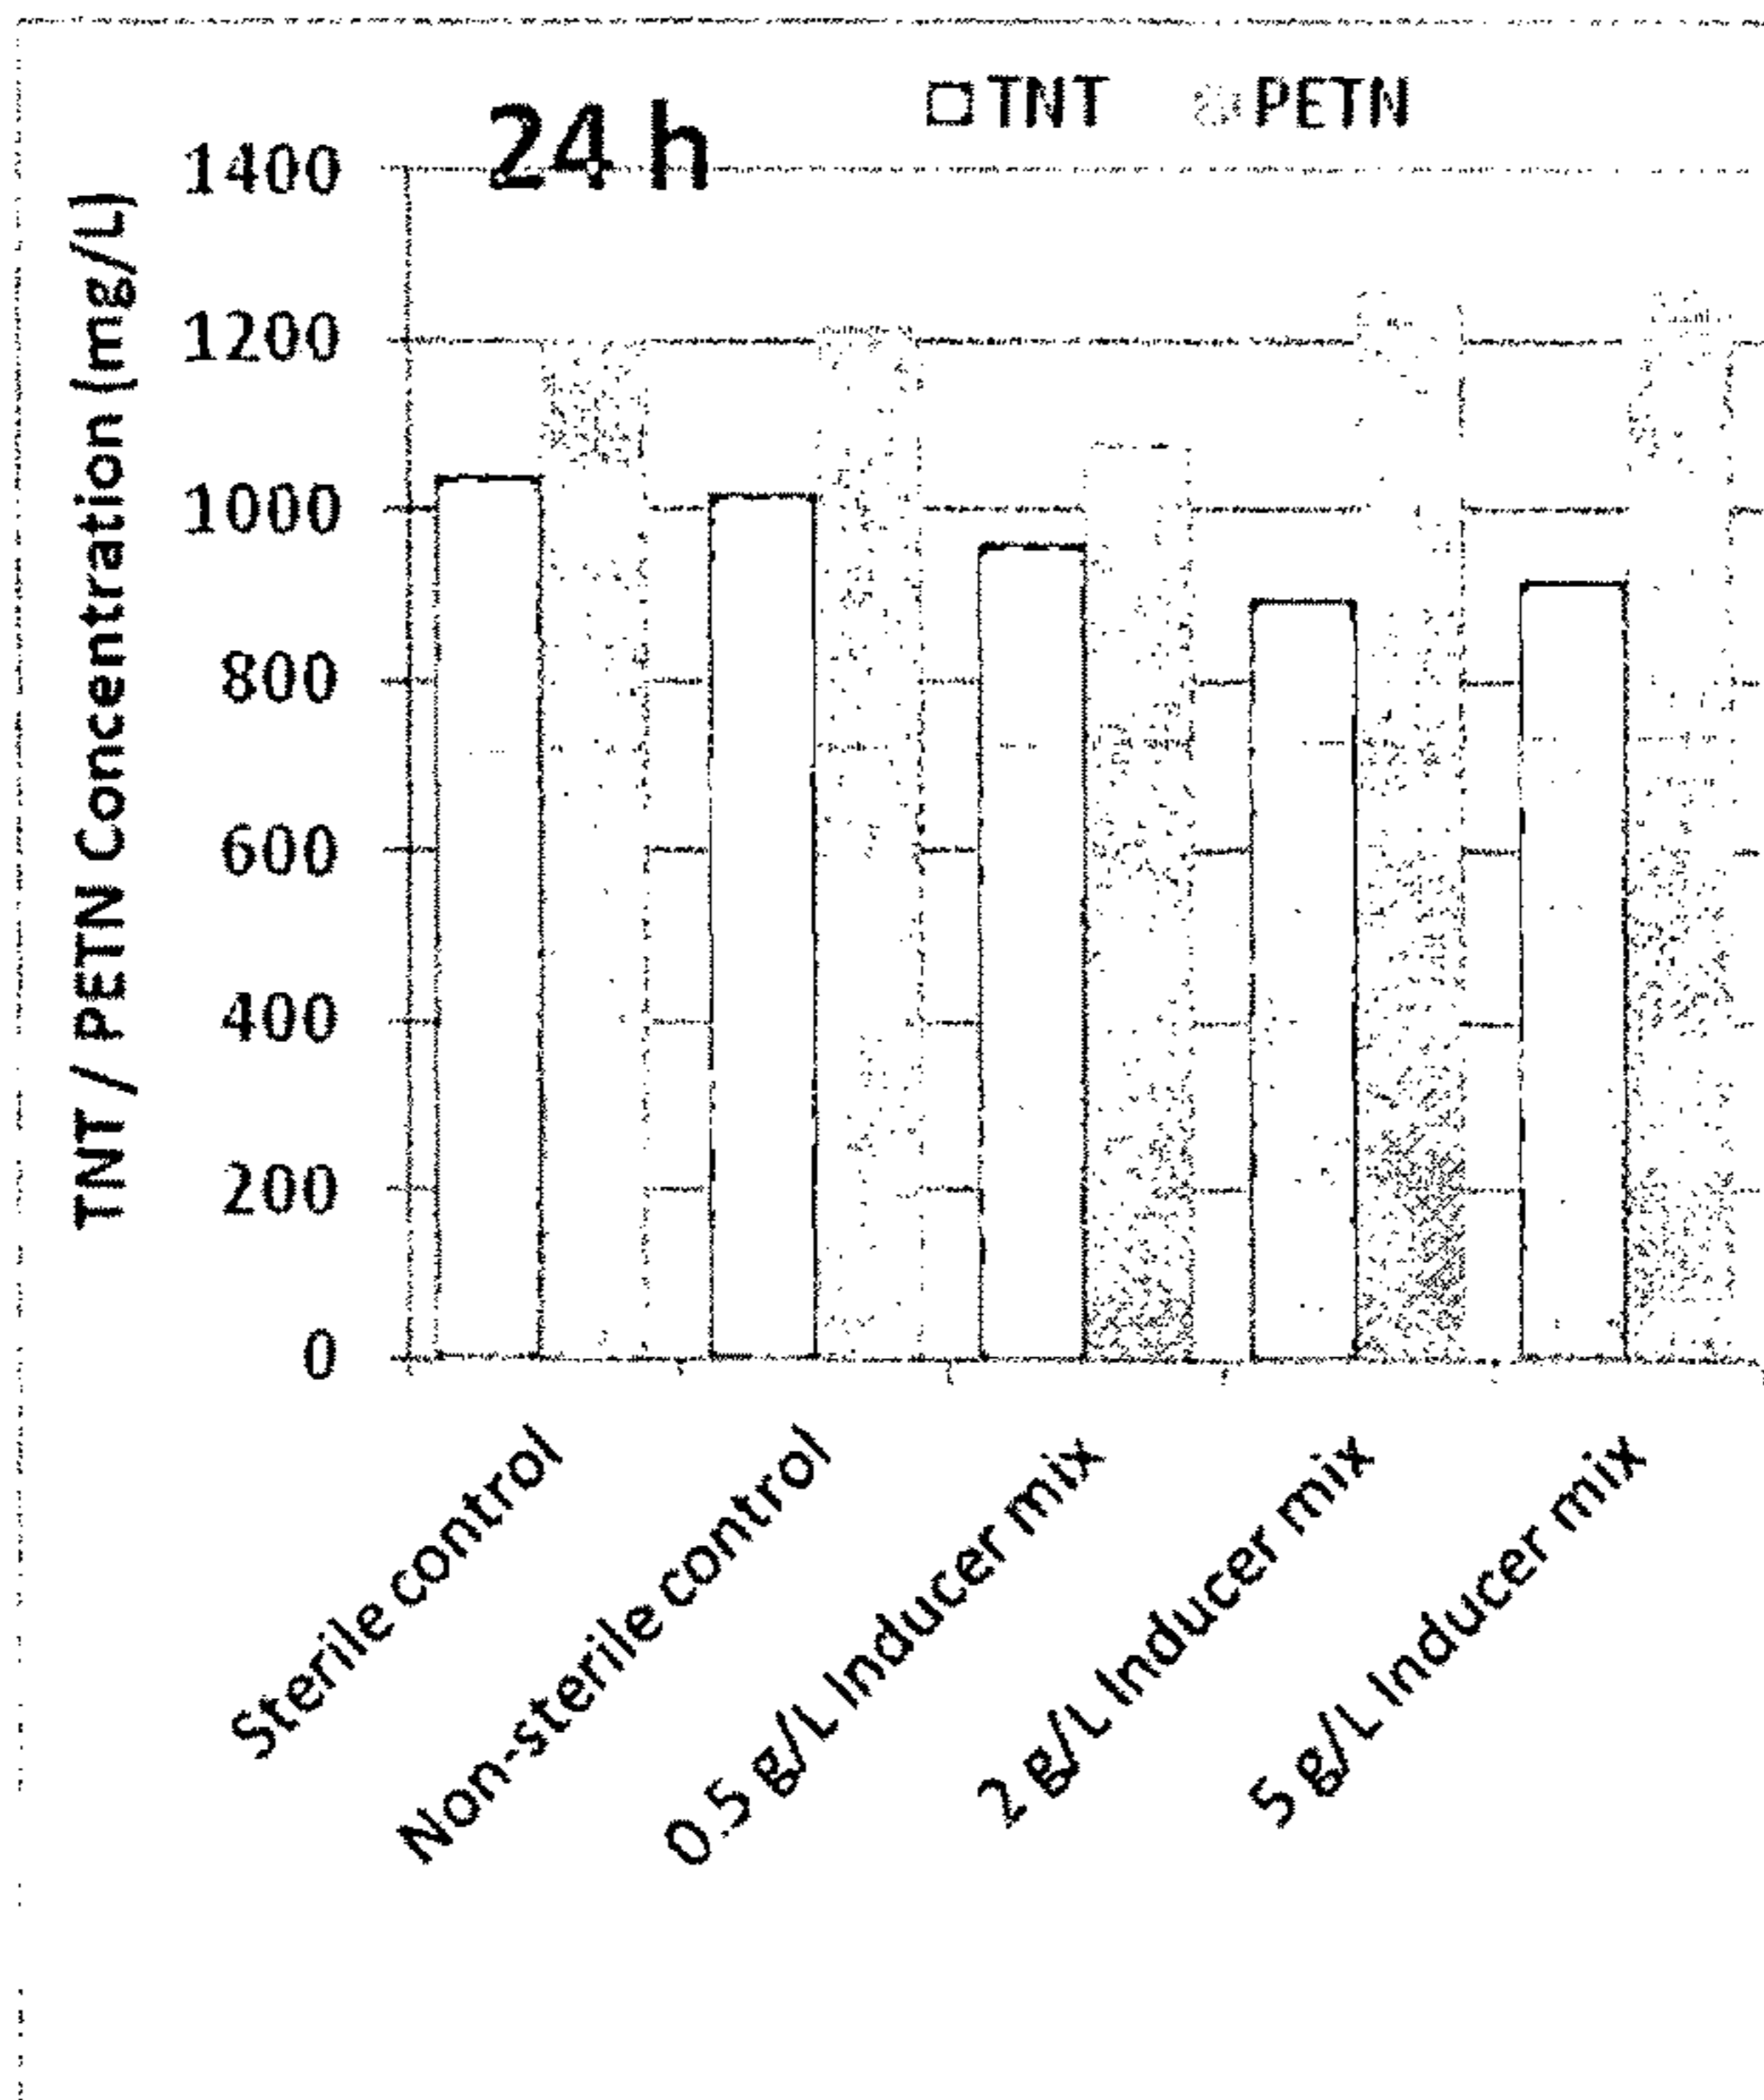 24 h
TNT PETN
TNT / PETN Concentration (mg/L)
1400
1200
1000
800
600
400
200
0
Sterile control
Non-sterile control
0.5 g/L Inducer mix
2 g/L Inducer mix
5 g/L Inducer mix